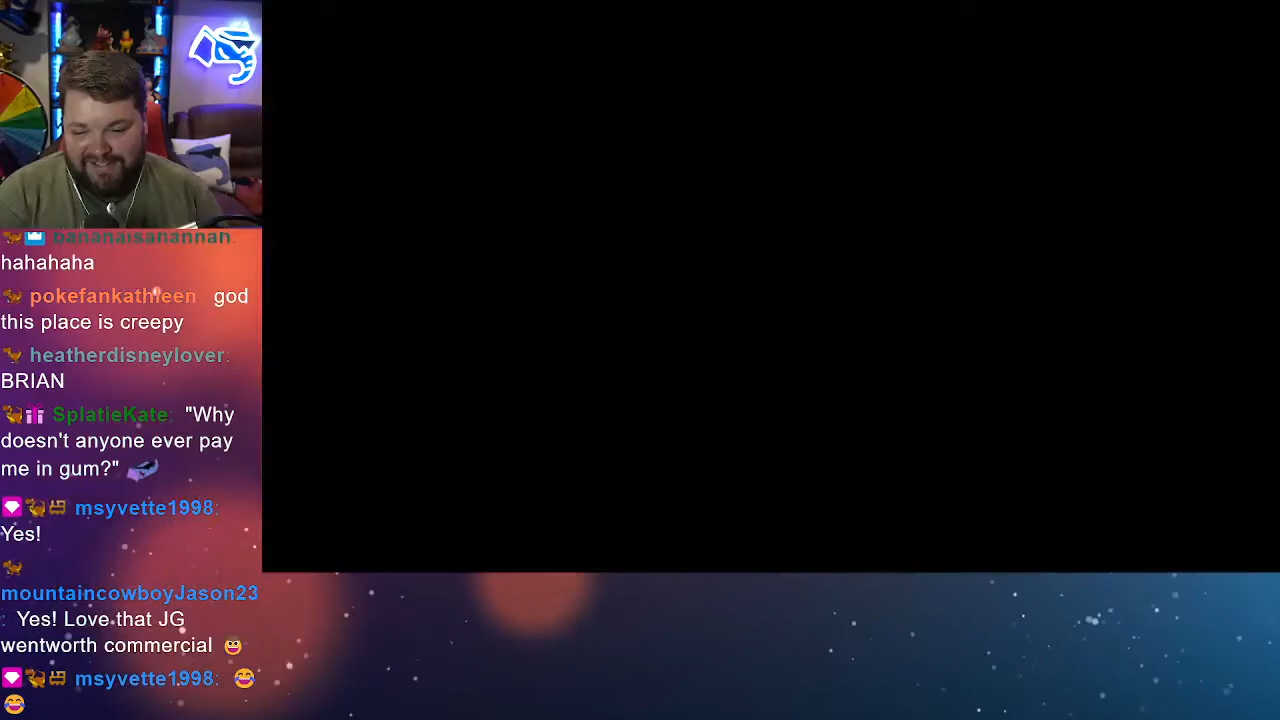 bananaisahannah:
hahahaha
pokefankathleen god
this place is creepy
heatherdisneylover:
BRIAN
SplatieKate: "Why
doesn't anyone ever pay
me in gum?"
msyvette1998:
Yes!
mountaincowboyJason23
: Yes! Love that JG
wentworth commercial
msyvette1998: